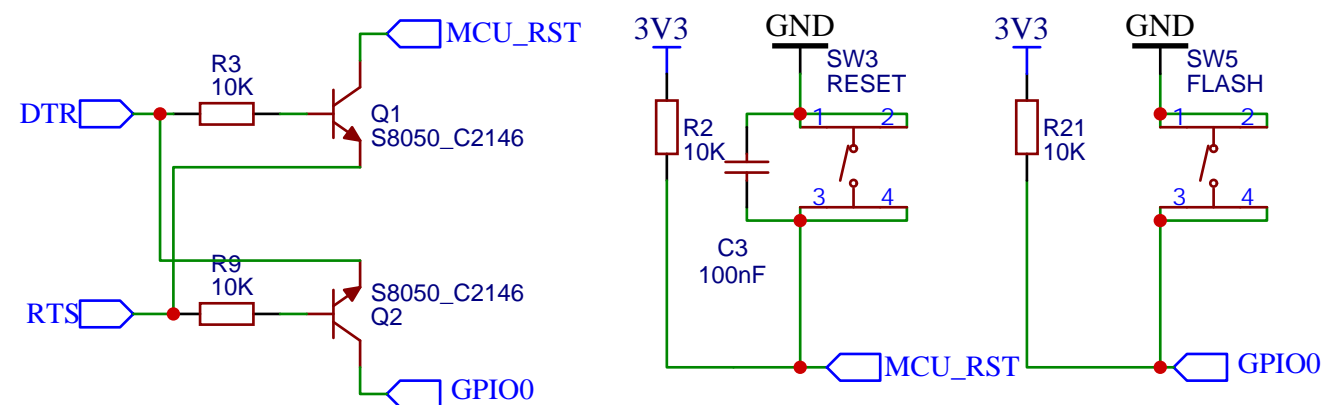 MCU_RST
R3
10K
DTR
Q1
S8050_C2146
R9
10K
RTS
S8050_C2146
Q2
GPIO0
3V3
GND
SW3
RESET
R2
10K
1 2
3 4
C3
100nF
MCU_RST
3V3
GND
SW5
FLASH
R21
10K
1 2
3 4
GPIO0